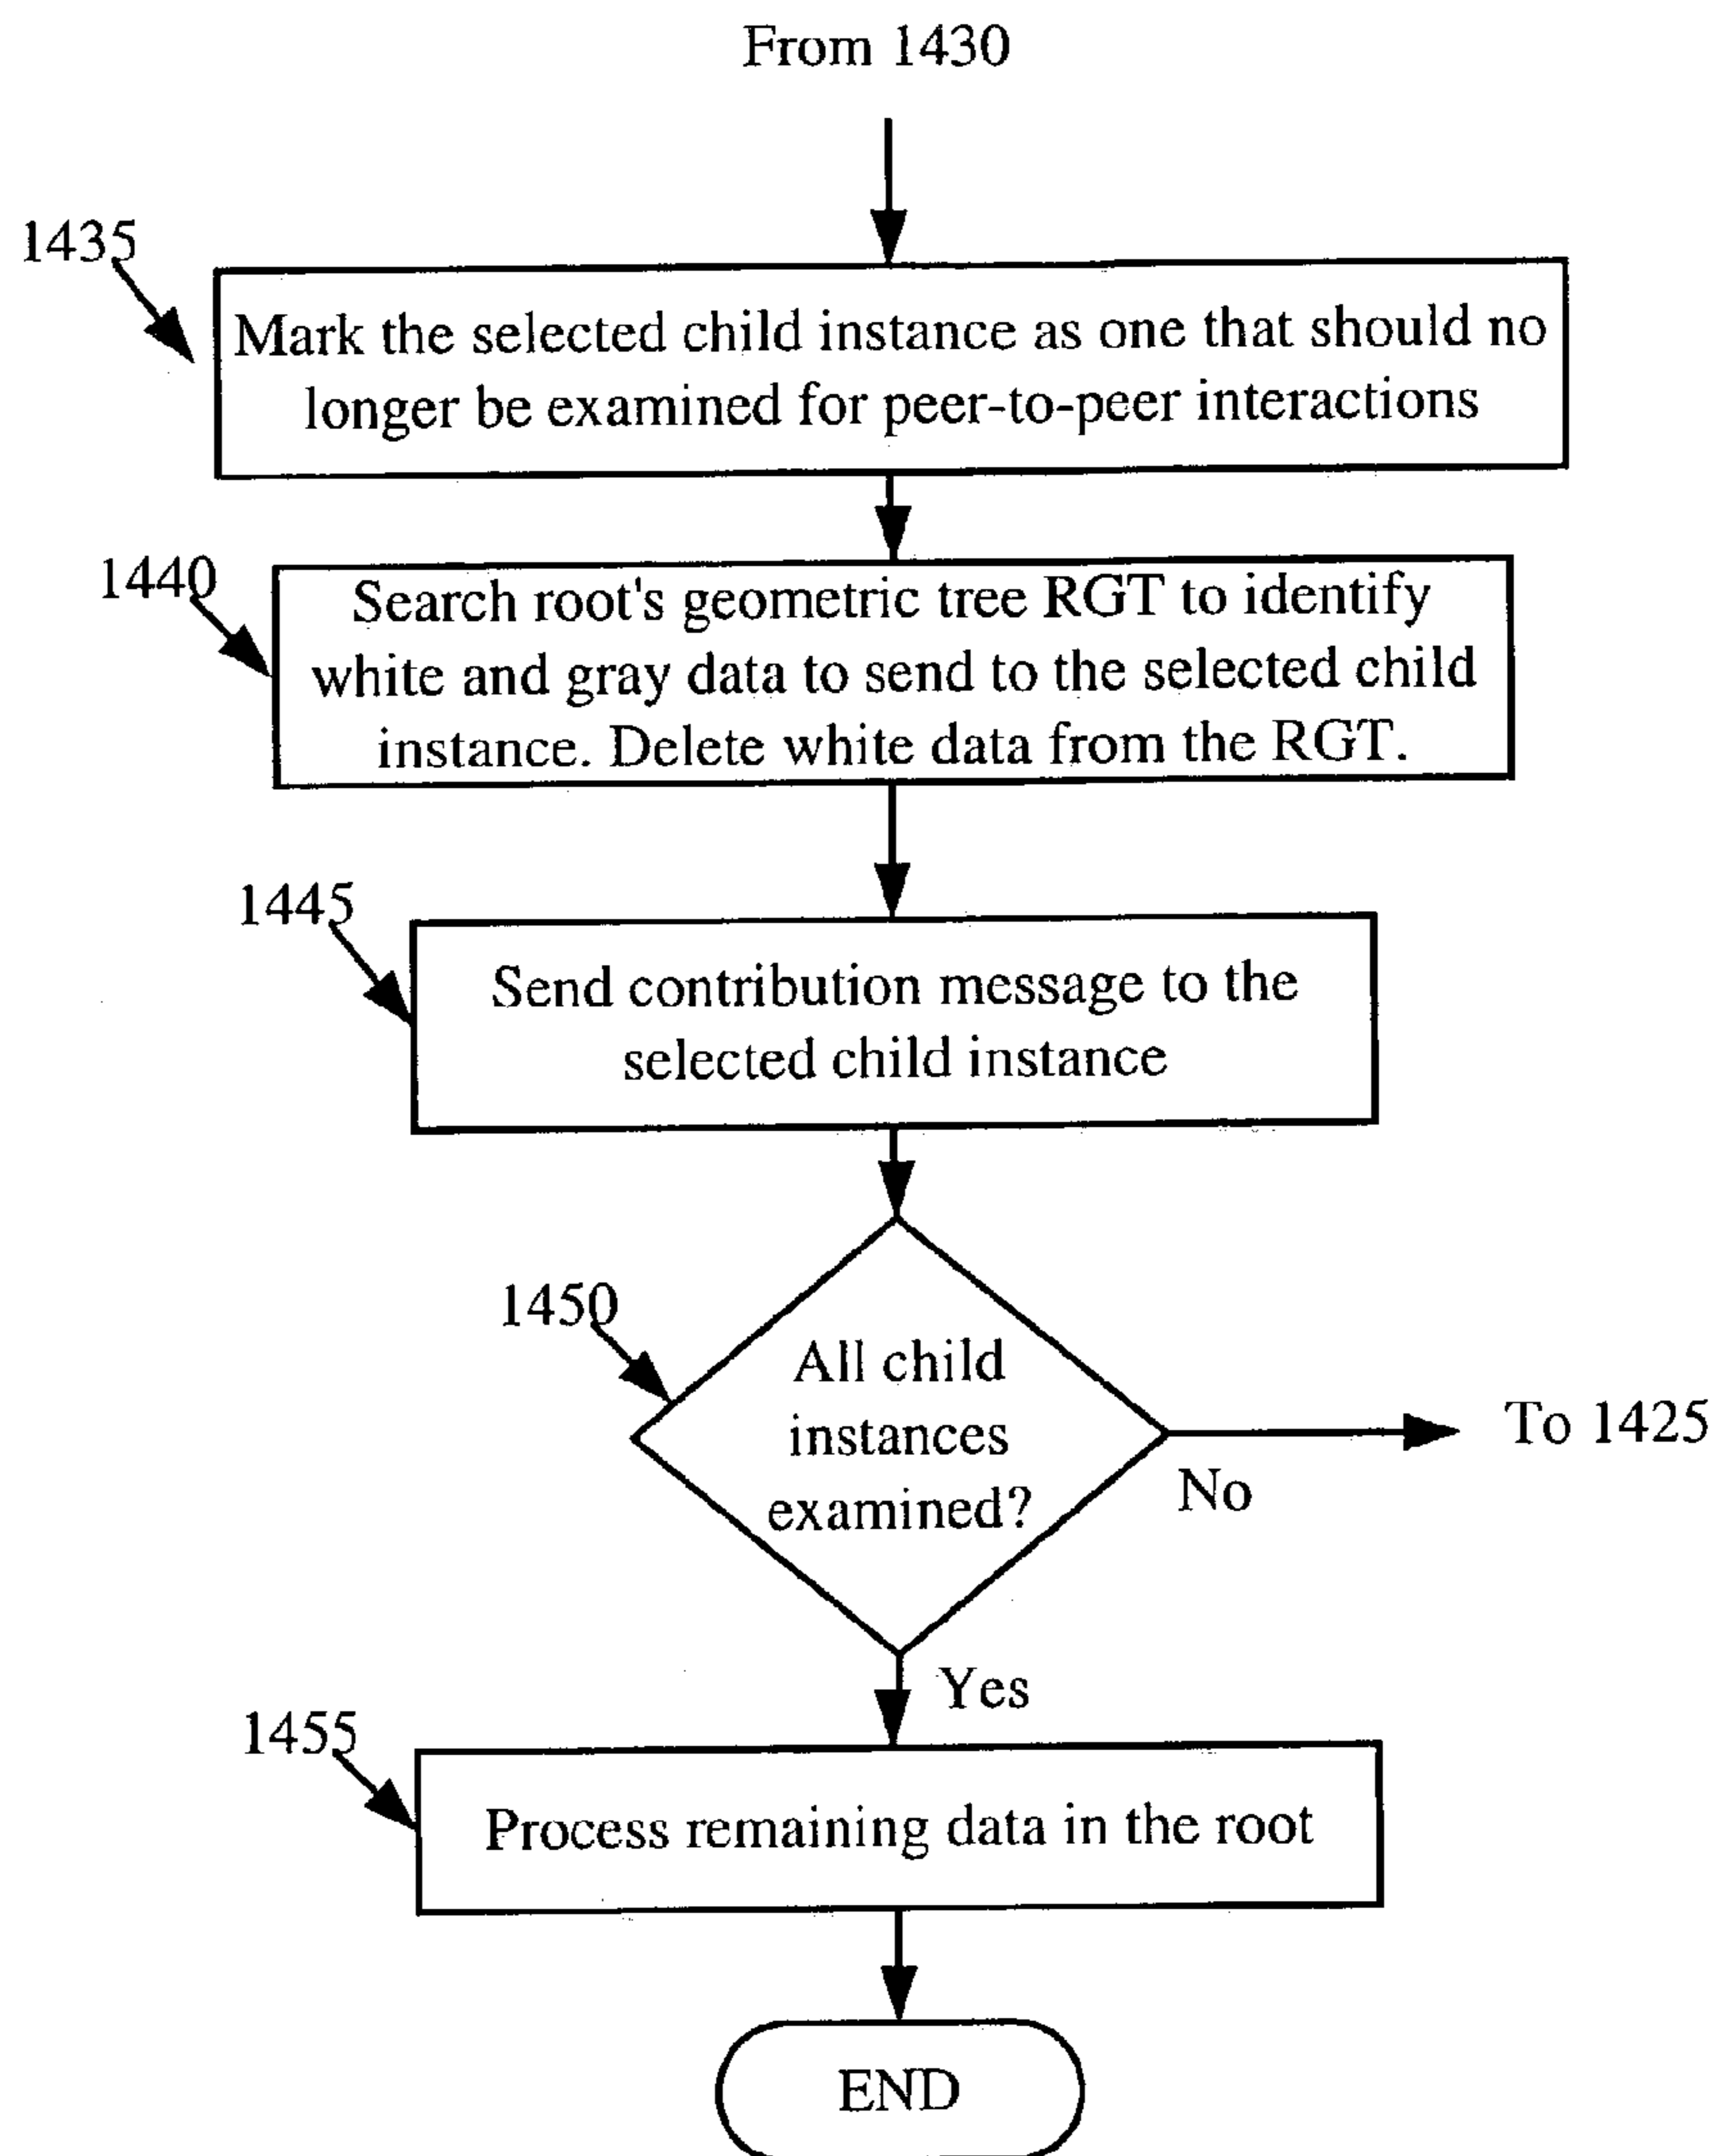 From 1430
1435
Mark the selected child instance as one that should no
longer be examined for peer-to-peer interactions
1440
Search root's geometric tree RGT to identify
white and gray data to send to the selected child
instance. Delete white data from the RGT.
1445
Send contribution message to the
selected child instance
1450
All child
instances
examined?
To 1425
No
Yes
1455
Process remaining data in the root
END